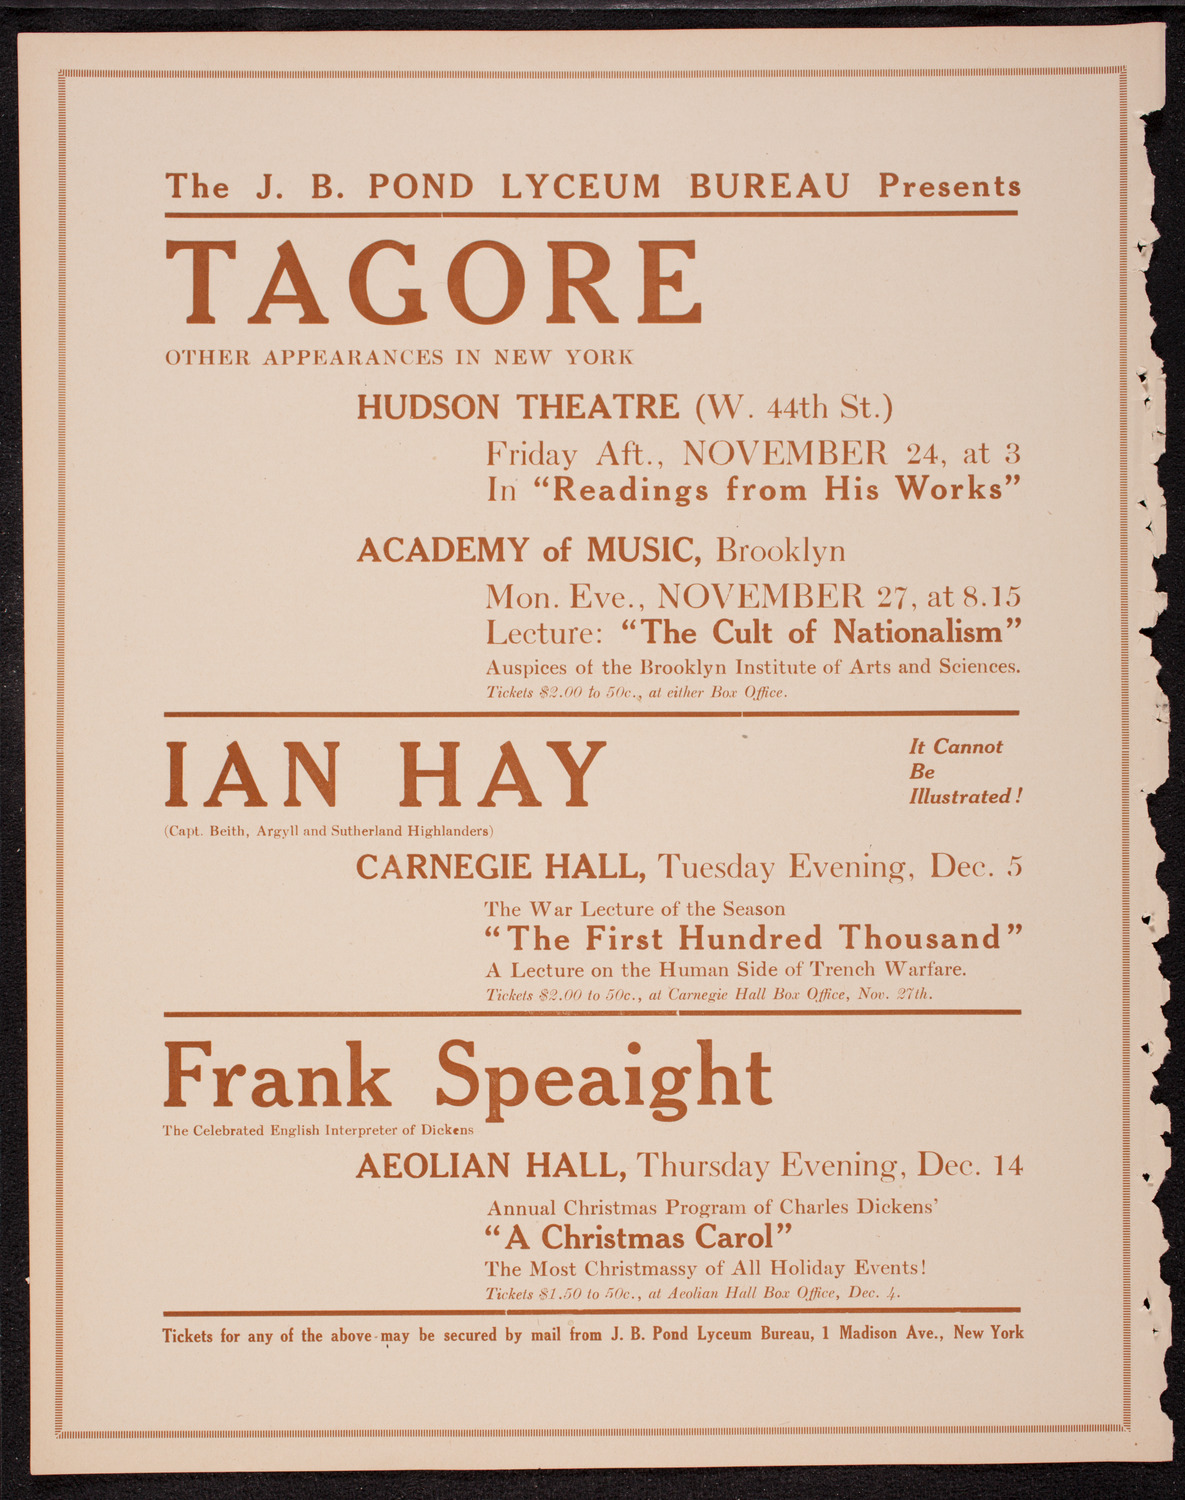 The J. B. POND LYCEUM BUREAU Presents
TAGORE
OTHER APPEARANCES IN NEW YORK
HUDSON THEATRE (W. 44th St.)
Friday Aft., NOVEMBER 24, at 3
In “Readings from His Works”
ACADEMY of MUSIC, Brooklyn
Mon. Eve., NOVEMBER 27, at 8.15
Lecture: “The Cult of Nationalism”
Auspices of the Brooklyn Institute of Arts and Sciences.
Tickets $2.00 to 50c., at either Box Office.
IAN HAY
It Cannot
Be
Illustrated!
(Capt. Beith, Argyll and Sutherland Highlanders)
CARNEGIE HALL, Tuesday Evening, Dec. 5
The War Lecture of the Season
“The First Hundred Thousand”
A Lecture on the Human Side of Trench Warfare.
Tickets $2.00 to 50c., at Carnegie Hall Box Office, Nov. 27th.
Frank Speaight
The Celebrated English Interpreter of Dickens
AEOLIAN HALL, Thursday Evening, Dec. 14
Annual Christmas Program of Charles Dickens’
“A Christmas Carol”
The Most Christmassy of All Holiday Events!
Tickets $1.50 to 50c., at Aeolian Hall Box Office, Dec. 4.
Tickets for any of the above may be secured by mail from J. B. Pond Lyceum Bureau, 1 Madison Ave., New York